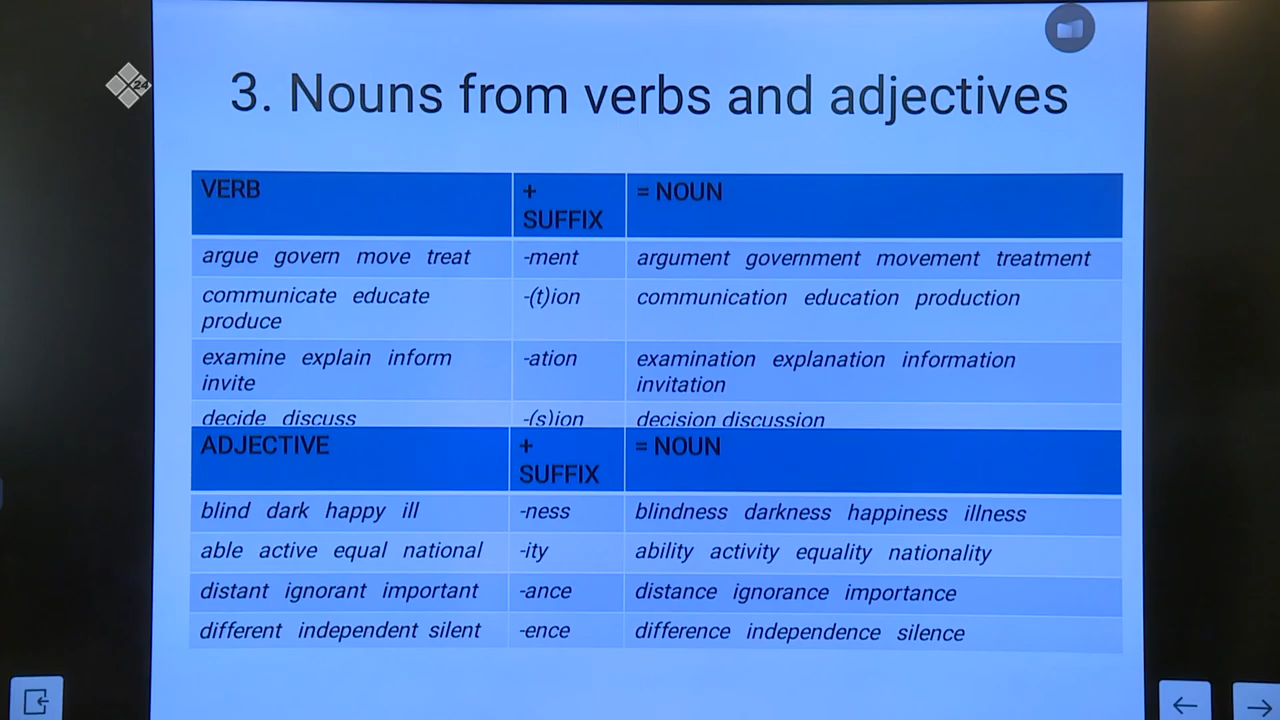 X24
3. Nouns from verbs and adjectives
VERB + SUFFIX = NOUN
argue govern move treat -ment argument government movement treatment
communicate educate produce -(t)ion communication education production
examine explain inform invite -ation examination explanation information invitation
decide discuss -(s)ion decision discussion
ADJECTIVE + SUFFIX = NOUN
blind dark happy ill -ness blindness darkness happiness illness
able active equal national -ity ability activity equality nationality
distant ignorant important -ance distance ignorance importance
different independent silent -ence difference independence silence